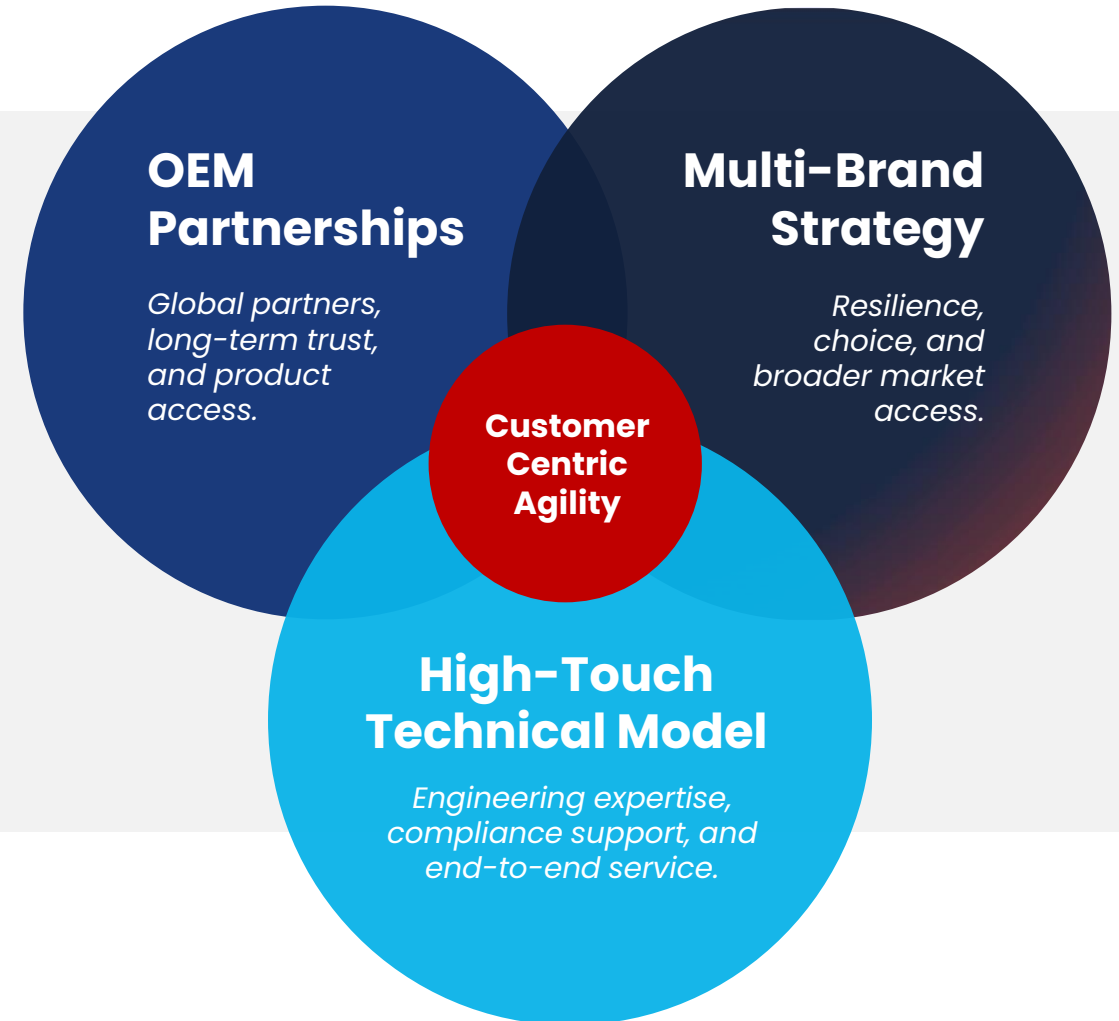 OEM
Partnerships
Global partners,
long-term trust,
and product
access.
Multi-Brand
Strategy
Resilience,
choice, and
broader market
access.
Customer
Centric
Agility
High-Touch
Technical Model
Engineering expertise,
compliance support, and
end-to-end service.